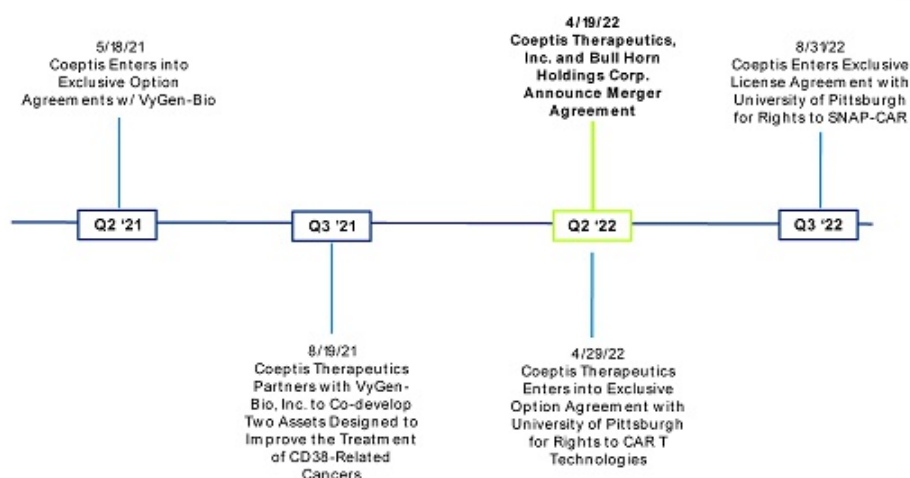 5/18/21
Coeptis Enters into
Exclusive Option
Agreements w/ VyGen-Bio
4/19/22
Coeptis Therapeutics,
Inc. and Bull Horn
Holdings Corp.
Announce Merger
Agreement
8/31/22
Coeptis Enters Exclusive
License Agreement with
University of Pittsburgh
for Rights to SNAP-CAR
Q2 '21
Q3 '21
Q2 '22
Q3 '22
8/19/21
Coeptis Therapeutics
Partners with VyGen-
Bio, Inc. to Co-develop
Two Assets Designed to
Improve the Treatment
of CD38-Related
Cancers
4/29/22
Coeptis Therapeutics
Enters into Exclusive
Option Agreement with
University of Pittsburgh
for Rights to CAR T
Technologies